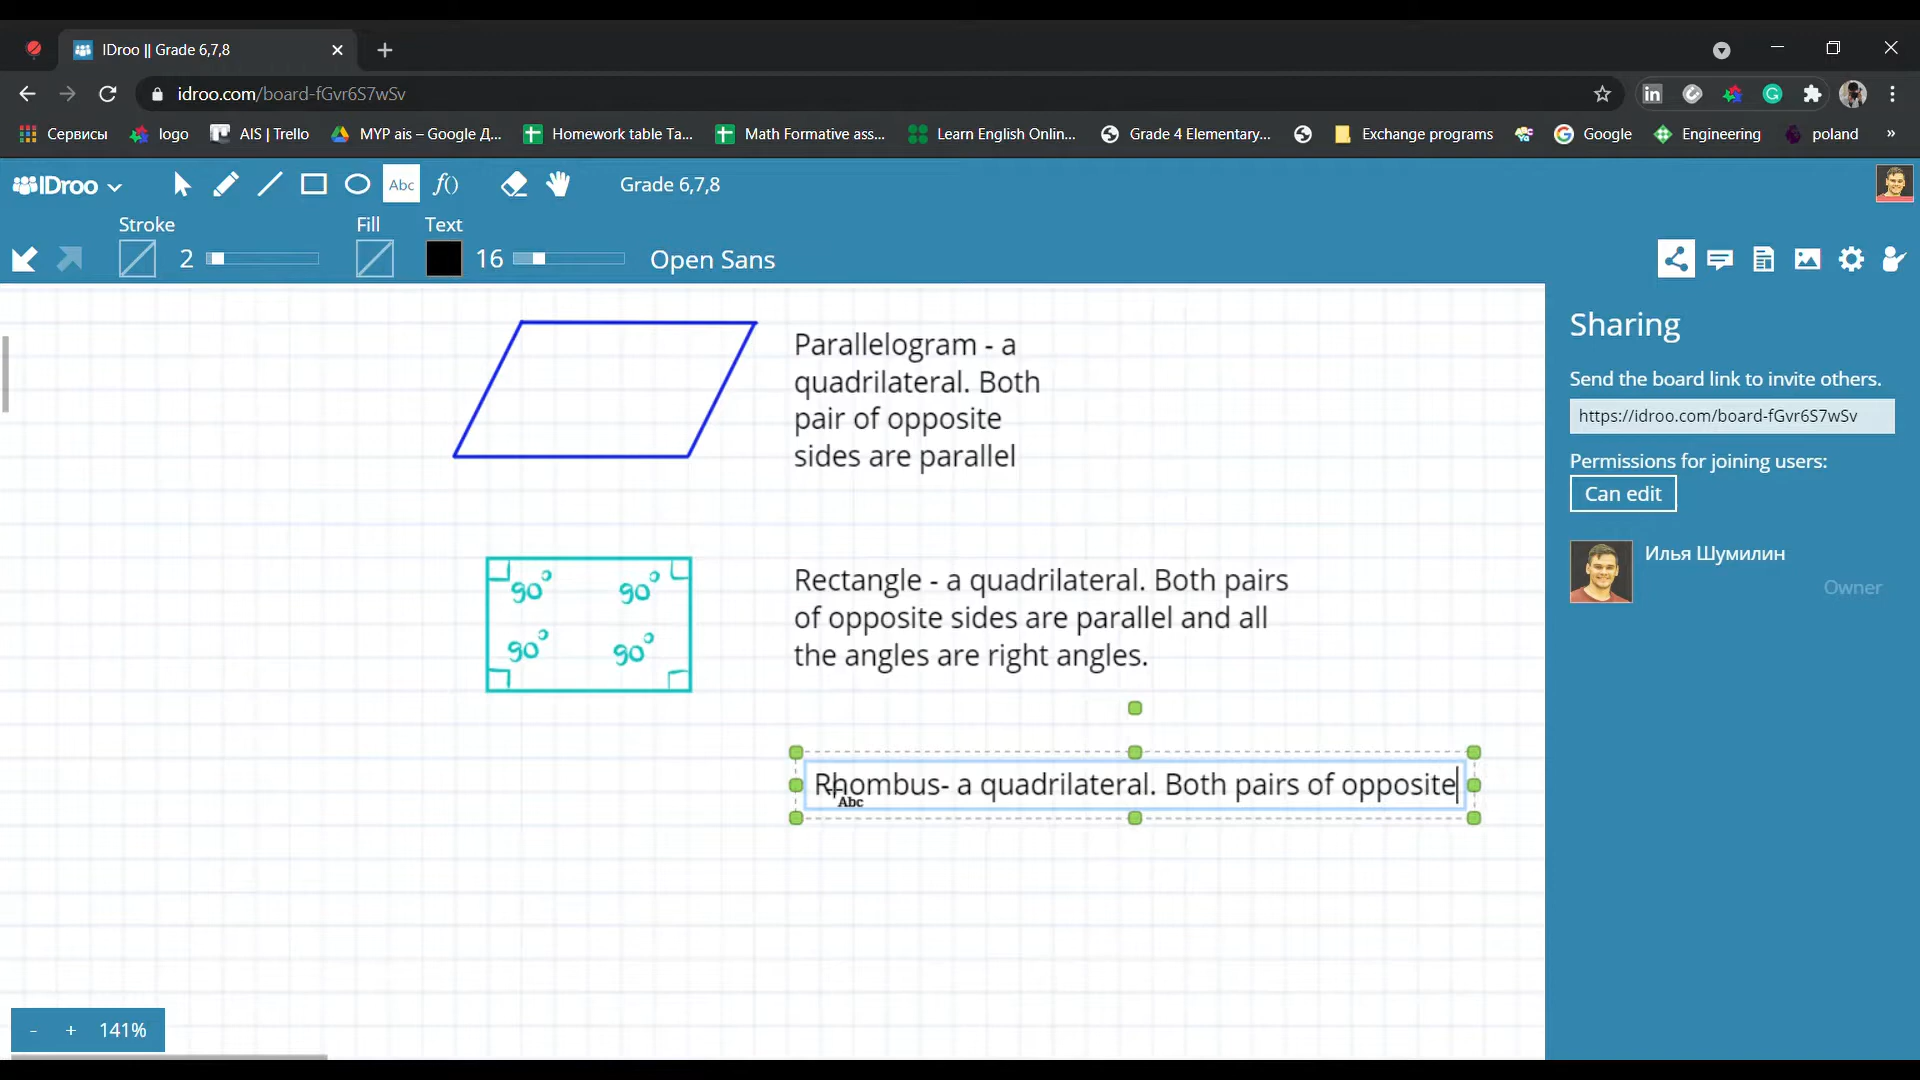 IDroo || Grade 6,7,8
idroo.com/board-fGvr6S7wSv
Сервисы
logo
AIS | Trello
MYP ais – Google Д...
Homework table Ta...
Math Formative ass...
Learn English Onlin...
Grade 4 Elementary...
Exchange programs
Google
Engineering
poland
»
IDroo
Abc
f()
Grade 6,7,8
Stroke
Fill
Text
2
16
Open Sans
Parallelogram - a
quadrilateral. Both
pair of opposite
sides are parallel
90°
90°
90°
90°
Rectangle - a quadrilateral. Both pairs
of opposite sides are parallel and all
the angles are right angles.
Rhombus- a quadrilateral. Both pairs of opposite
Abc
Sharing
Send the board link to invite others.
https://idroo.com/board-fGvr6S7wSv
Permissions for joining users:
Can edit
Илья Шумилин
Owner
- + 141%